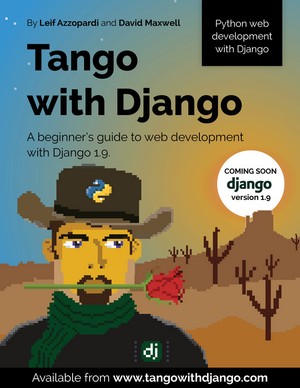 By Leif Azzopardi and David Maxwell
Python web
development
with Django
Tango
with Django
A beginner's guide to web development
with Django 1.9.
COMING SOON
django
version 1.9
dj
Available from www.tangowithdjango.com